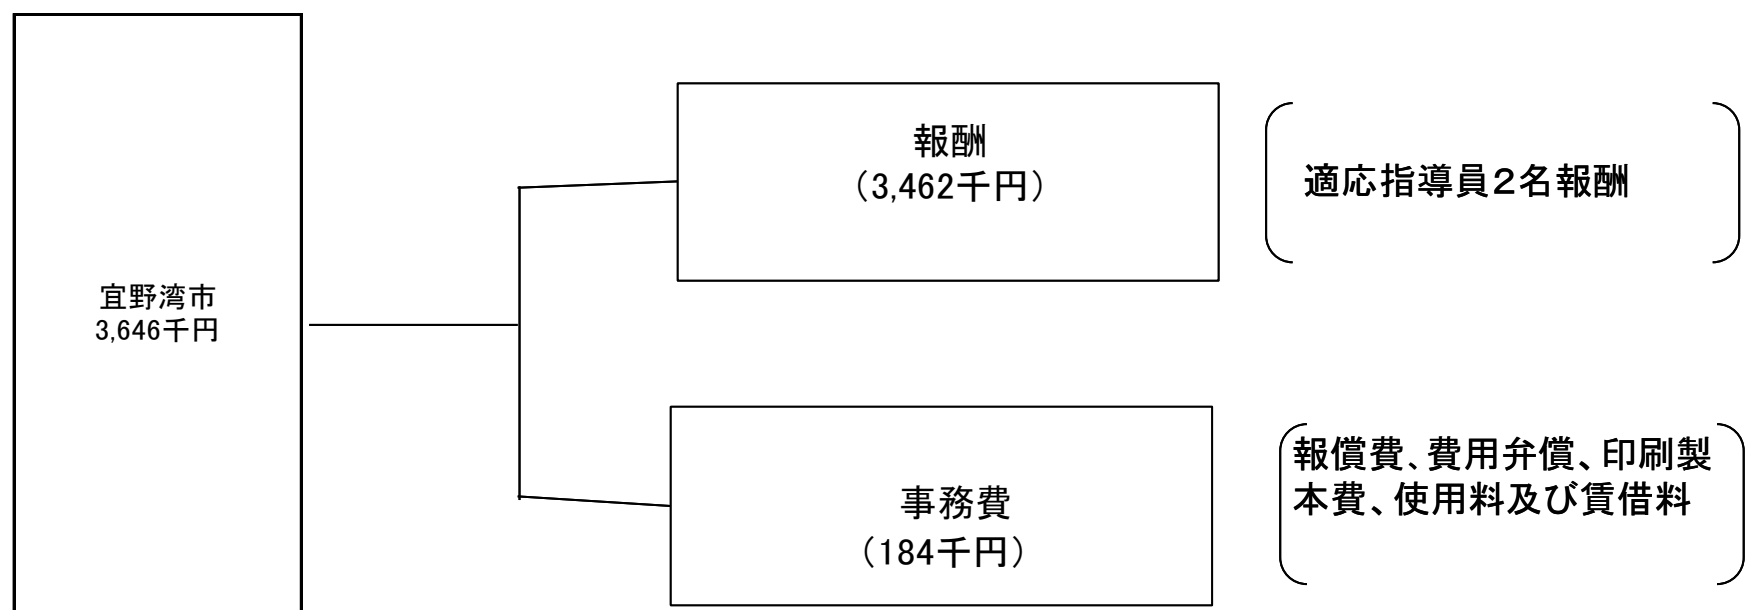 宜野湾市
3,646千円
報酬
（3,462千円）
適応指導員２名報酬
事務費
（184千円）
報償費、費用弁償、印刷製
本費、使用料及び賃借料